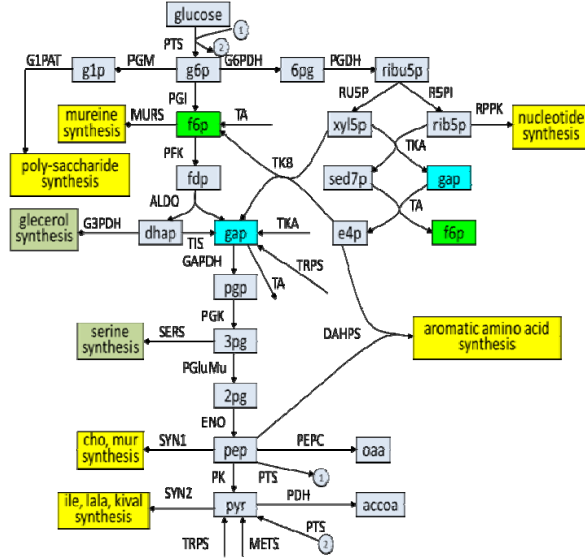 glucose
PTS
1
2
G1PAT
g1p
PGM
g6p
G6PDH
6pg
PGDH
ribu5p
PGI
RU5P
R5PI
mureine
synthesis
MURS
f6p
TA
xyl5p
rib5p
RPPK
nucleotide
synthesis
poly-saccharide
synthesis
PFK
TKB
TKA
fdp
sed7p
gap
ALDO
TA
glecerol
synthesis
G3PDH
dhap
TIS
gap
TKA
e4p
f6p
GAPDH
TRPS
pgp
TA
PGK
serine
synthesis
SERS
3pg
DAHPS
aromatic amino acid
synthesis
PGluMu
2pg
ENO
cho, mur
synthesis
SYN1
pep
PEPC
oaa
PK
PTS
1
ile, lala, kival
synthesis
SYN2
pyr
PDH
accoa
PTS
2
TRPS
METS